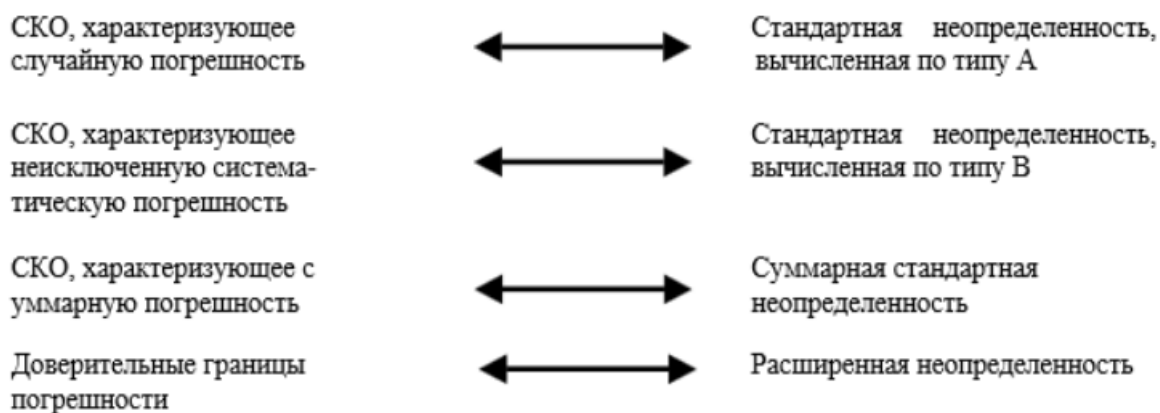 СКО, характеризующее
случайную погрешность
Стандартная неопределенность,
вычисленная по типу А
СКО, характеризующее
неисключенную система-
тическую погрешность
Стандартная неопределенность,
вычисленная по типу В
СКО, характеризующее с
уммарную погрешность
Суммарная стандартная
неопределенность
Доверительные границы
погрешности
Расширенная неопределенность